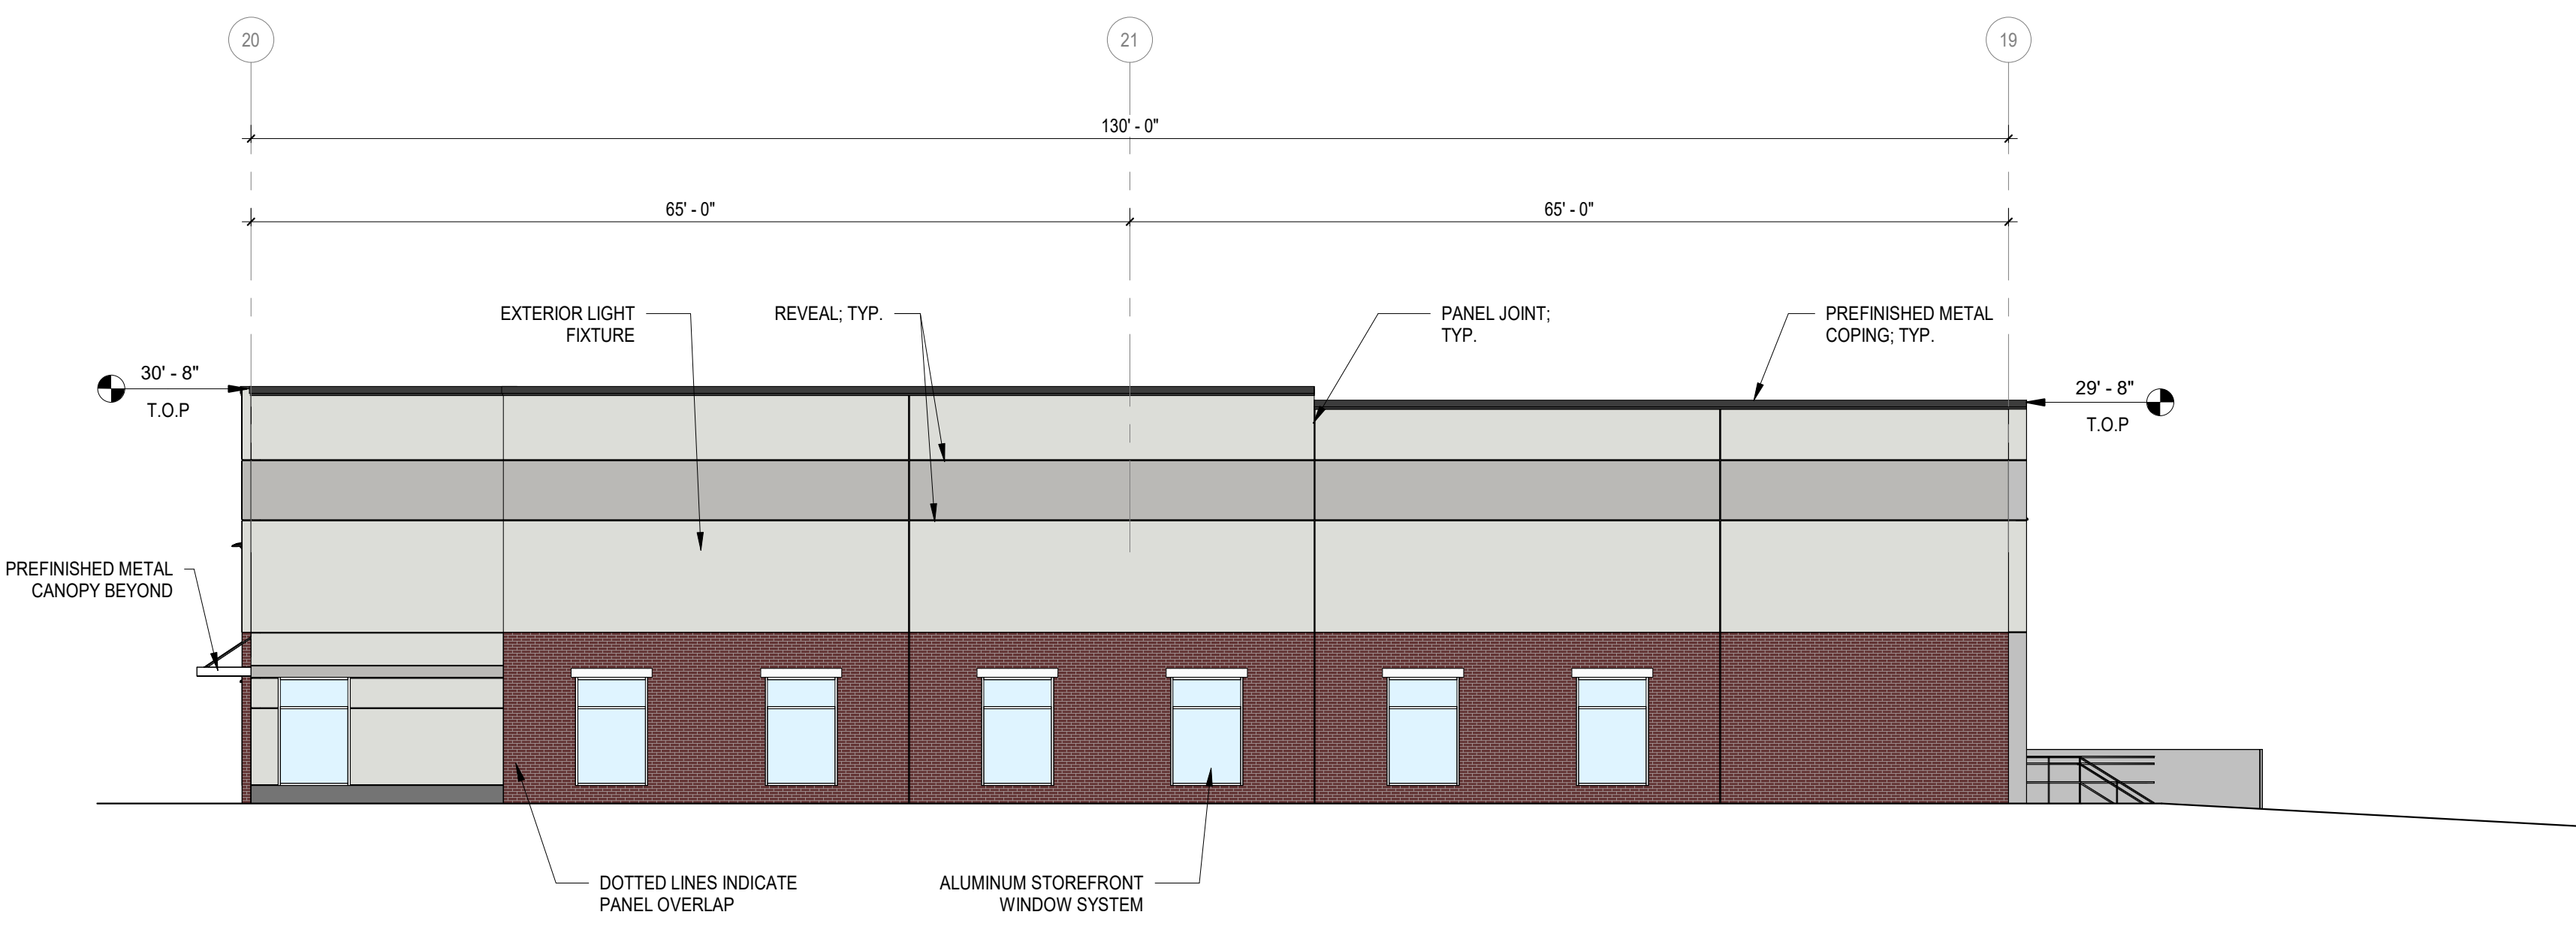 20
21
19
130' - 0"
65' - 0"
65' - 0"
EXTERIOR LIGHT
FIXTURE
REVEAL; TYP.
PANEL JOINT;
TYP.
PREFINISHED METAL
COPING; TYP.
30' - 8"
T.O.P
29' - 8"
T.O.P
PREFINISHED METAL
CANOPY BEYOND
DOTTED LINES INDICATE
PANEL OVERLAP
ALUMINUM STOREFRONT
WINDOW SYSTEM